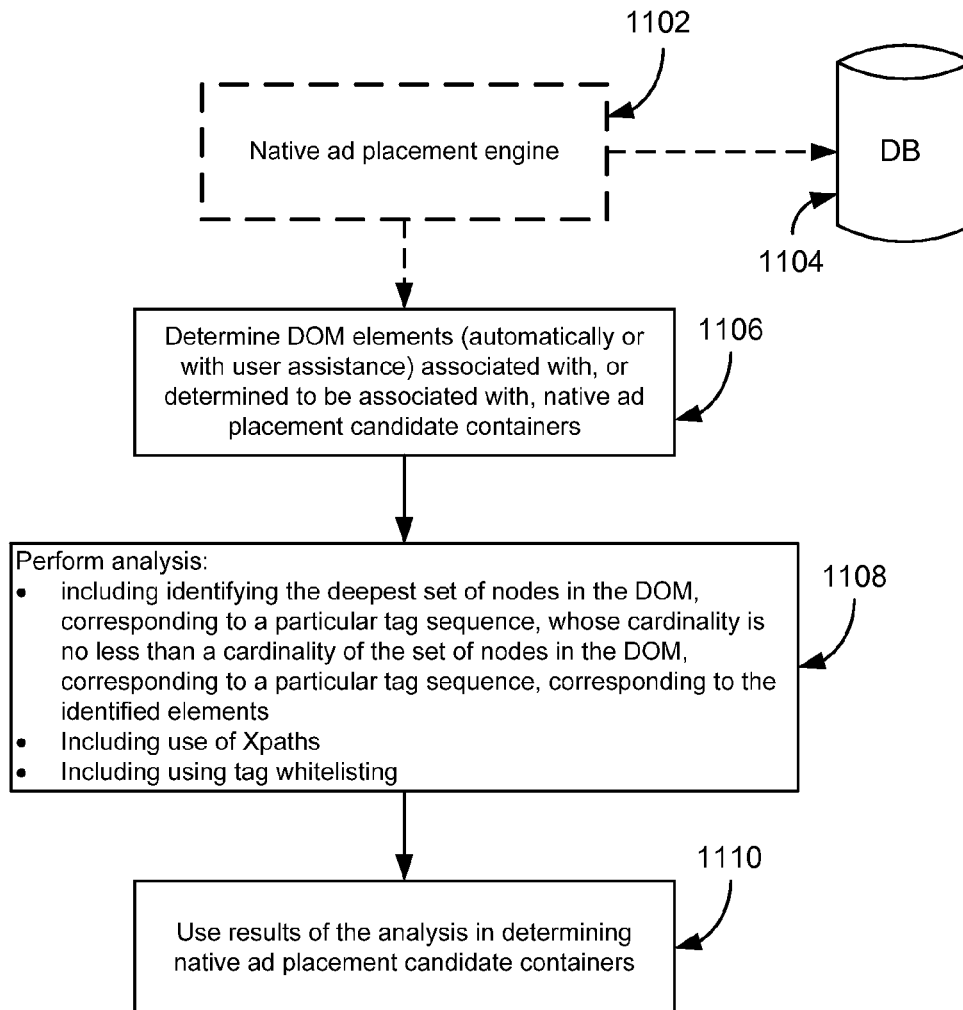 1102
Native ad placement engine
DB
1104
Determine DOM elements (automatically or
with user assistance) associated with, or
determined to be associated with, native ad
placement candidate containers
1106
Perform analysis:
• including identifying the deepest set of nodes in the DOM,
corresponding to a particular tag sequence, whose cardinality is
no less than a cardinality of the set of nodes in the DOM,
corresponding to a particular tag sequence, corresponding to the
identified elements
• Including use of Xpaths
• Including using tag whitelisting
1108
1110
Use results of the analysis in determining
native ad placement candidate containers